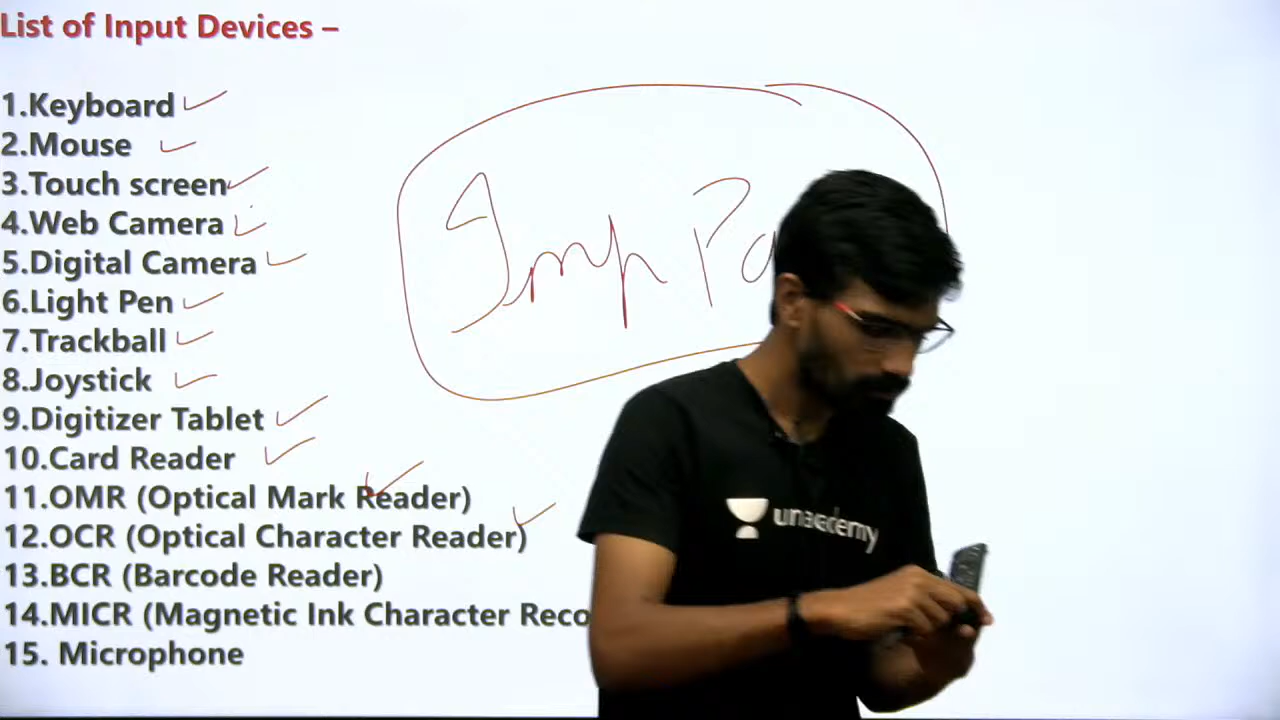 List of Input Devices –
1.Keyboard
2.Mouse
3.Touch screen
4.Web Camera
5.Digital Camera
6.Light Pen
7.Trackball
8.Joystick
9.Digitizer Tablet
10.Card Reader
11.OMR (Optical Mark Reader)
12.OCR (Optical Character Reader)
13.BCR (Barcode Reader)
14.MICR (Magnetic Ink Character Reco
15. Microphone
Imp
unacademy